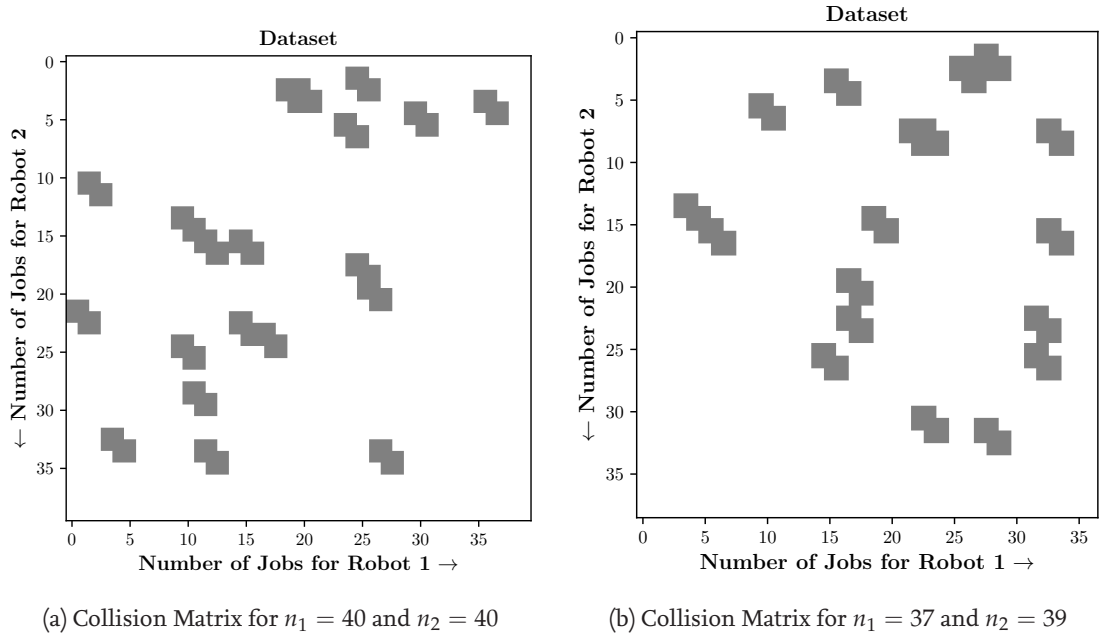 Dataset
0
5
10
15
20
25
30
35
← Number of Jobs for Robot 2
0 5 10 15 20 25 30 35
Number of Jobs for Robot 1 →
(a) Collision Matrix for n₁ = 40 and n₂ = 40
Dataset
0
5
10
15
20
25
30
35
← Number of Jobs for Robot 2
0 5 10 15 20 25 30 35
Number of Jobs for Robot 1 →
(b) Collision Matrix for n₁ = 37 and n₂ = 39